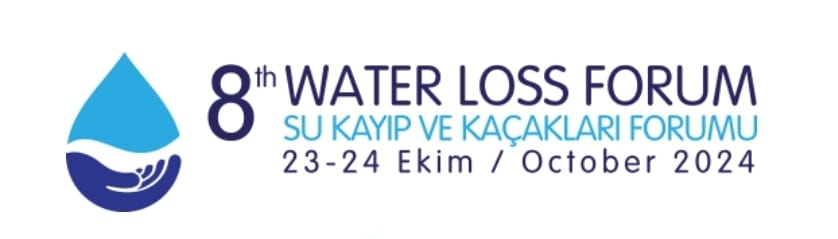 8th WATER LOSS FORUM
SU KAYIP VE KAÇAKLARI FORUMU
23-24 Ekim / October 2024